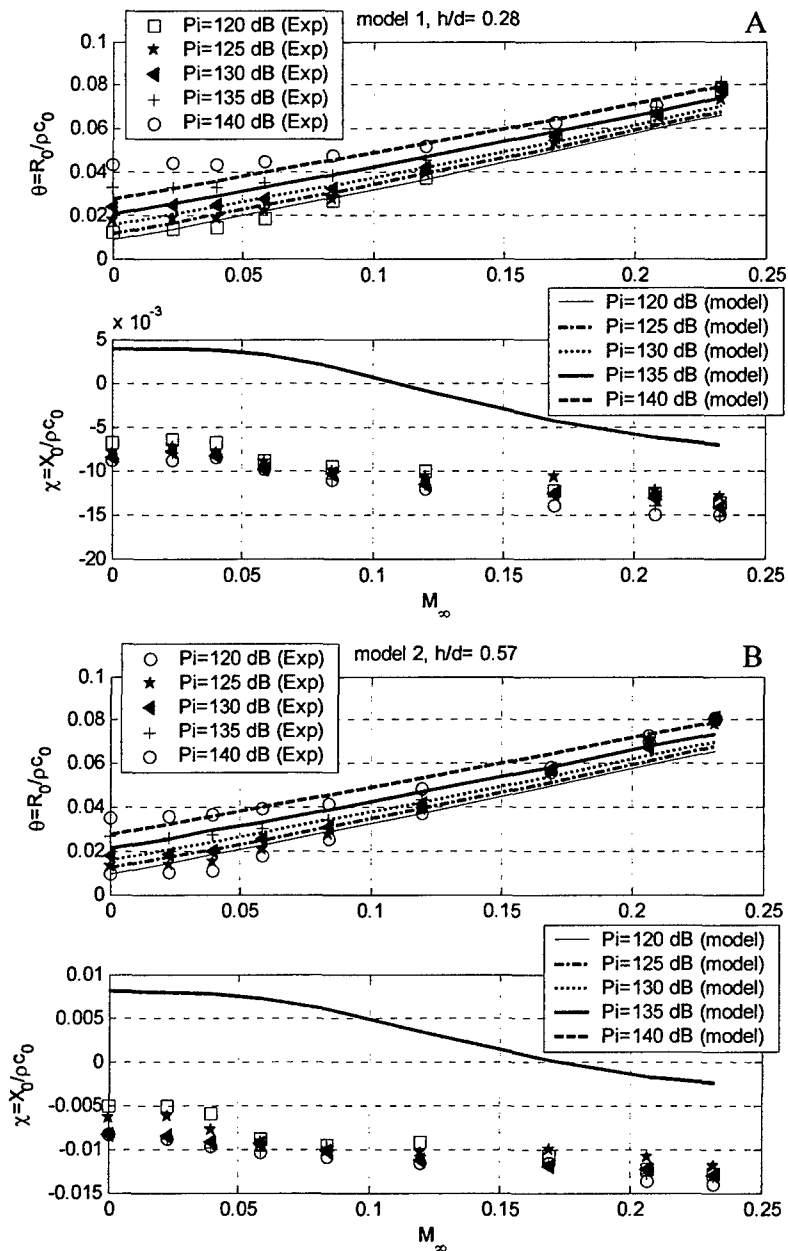 model 1, h/d= 0.28
A
Pi=120 dB (Exp)
Pi=125 dB (Exp)
Pi=130 dB (Exp)
Pi=135 dB (Exp)
Pi=140 dB (Exp)
θ=R₀/ρc₀
0.1
0.08
0.06
0.04
0.02
0
0 0.05 0.1 0.15 0.2 0.25
Pi=120 dB (model)
Pi=125 dB (model)
Pi=130 dB (model)
Pi=135 dB (model)
Pi=140 dB (model)
x 10⁻³
χ=X₀/ρc₀
5
0
-5
-10
-15
-20
0 0.05 0.1 0.15 0.2 0.25
M∞
model 2, h/d= 0.57
B
Pi=120 dB (Exp)
Pi=125 dB (Exp)
Pi=130 dB (Exp)
Pi=135 dB (Exp)
Pi=140 dB (Exp)
θ=R₀/ρc₀
0.1
0.08
0.06
0.04
0.02
0
0 0.05 0.1 0.15 0.2 0.25
Pi=120 dB (model)
Pi=125 dB (model)
Pi=130 dB (model)
Pi=135 dB (model)
Pi=140 dB (model)
χ=X₀/ρc₀
0.01
0.005
0
-0.005
-0.01
-0.015
0 0.05 0.1 0.15 0.2 0.25
M∞